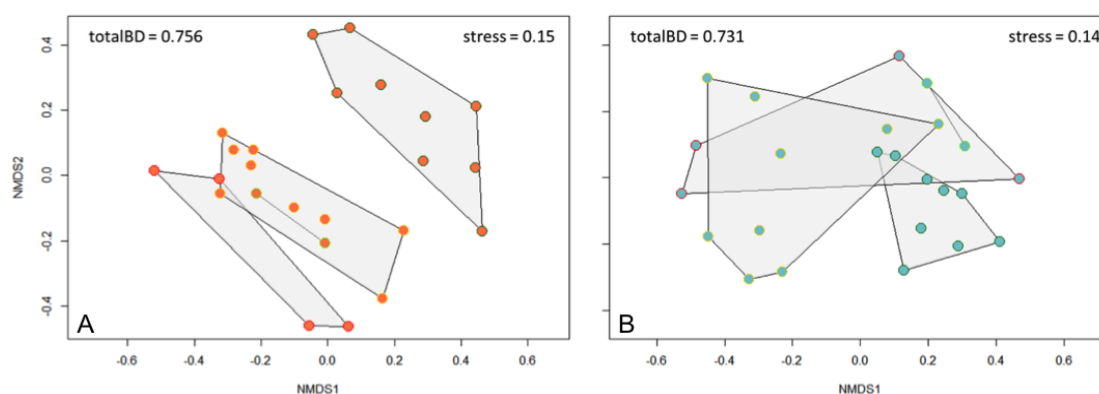 totalBD = 0.756 stress = 0.15
0.4
0.2
0.0
-0.2
-0.4
NMDS2
A
-0.6 -0.4 -0.2 0.0 0.2 0.4 0.6
NMDS1
totalBD = 0.731 stress = 0.14
B
-0.6 -0.4 -0.2 0.0 0.2 0.4 0.6
NMDS1